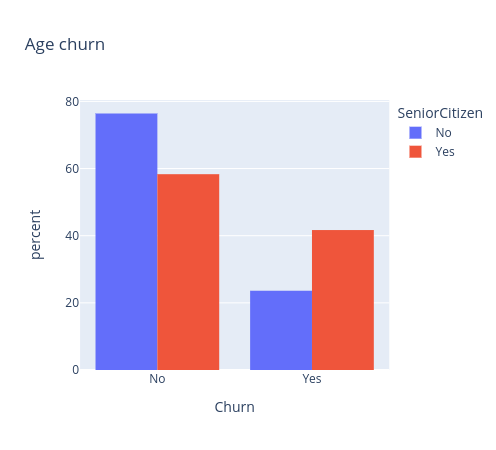 Age churn
SeniorCitizen
No
Yes
percent
80
60
40
20
0
No
Yes
Churn